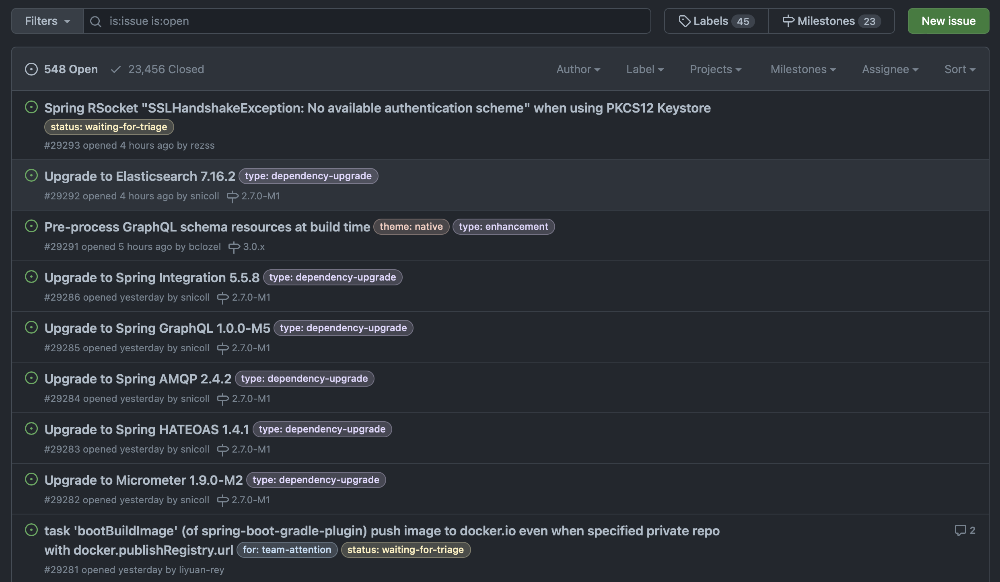 Filters is:issue is:open Labels 45 Milestones 23 New issue
548 Open 23,456 Closed Author Label Projects Milestones Assignee Sort
Spring RSocket "SSLHandshakeException: No available authentication scheme" when using PKCS12 Keystore
status: waiting-for-triage
#29293 opened 4 hours ago by rezss
Upgrade to Elasticsearch 7.16.2 type: dependency-upgrade
#29292 opened 4 hours ago by snicoll 2.7.0-M1
Pre-process GraphQL schema resources at build time theme: native type: enhancement
#29291 opened 5 hours ago by bclozel 3.0.x
Upgrade to Spring Integration 5.5.8 type: dependency-upgrade
#29286 opened yesterday by snicoll 2.7.0-M1
Upgrade to Spring GraphQL 1.0.0-M5 type: dependency-upgrade
#29285 opened yesterday by snicoll 2.7.0-M1
Upgrade to Spring AMQP 2.4.2 type: dependency-upgrade
#29284 opened yesterday by snicoll 2.7.0-M1
Upgrade to Spring HATEOAS 1.4.1 type: dependency-upgrade
#29283 opened yesterday by snicoll 2.7.0-M1
Upgrade to Micrometer 1.9.0-M2 type: dependency-upgrade
#29282 opened yesterday by snicoll 2.7.0-M1
task 'bootBuildImage' (of spring-boot-gradle-plugin) push image to docker.io even when specified private repo 2
with docker.publishRegistry.url for: team-attention status: waiting-for-triage
#29281 opened yesterday by liyuan-rey